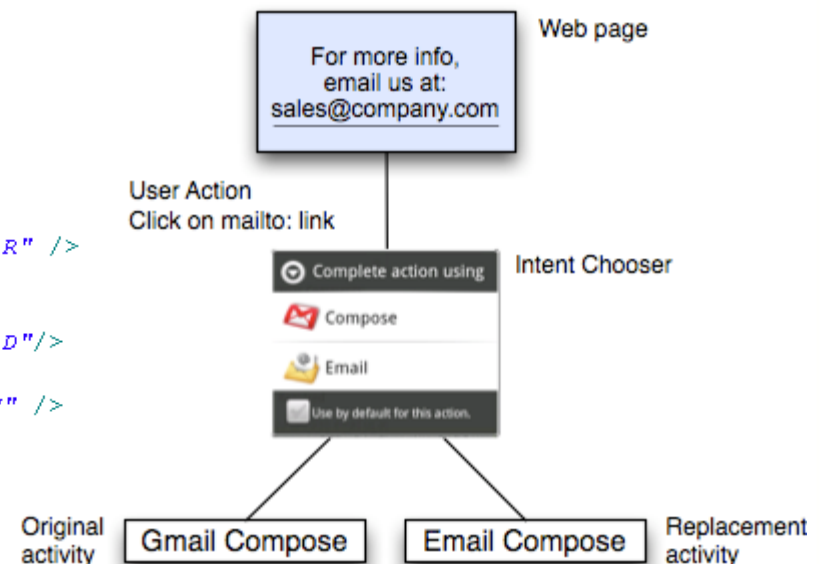 Web page
For more info,
email us at:
sales@company.com
User Action
Click on mailto: link
R" />
Intent Chooser
Complete action using
Compose
D"/>
Email
" />
Use by default for this action.
Original
activity
Gmail Compose
Email Compose
Replacement
activity